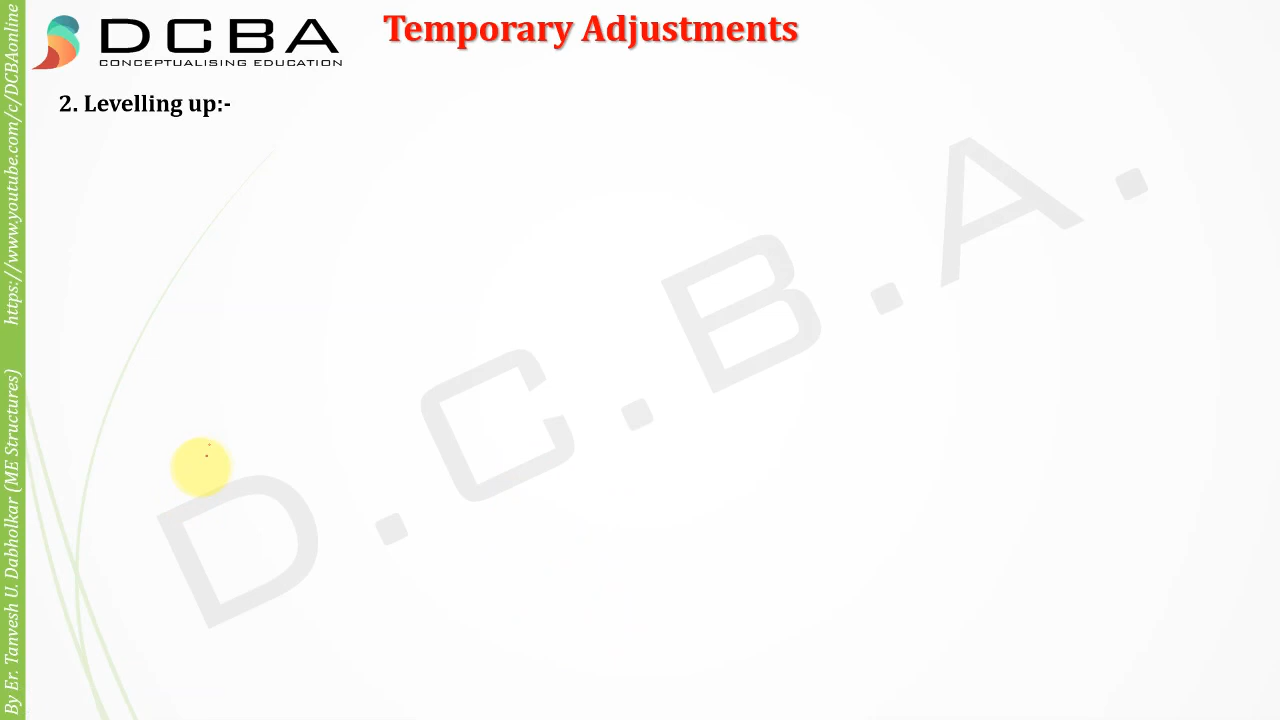 DCBA
CONCEPTUALISING EDUCATION
Temporary Adjustments
2. Levelling up:-
D.C.B.A.
By Er. Tanvesh U. Dabholkar (ME Structures) https://www.youtube.com/c/DCBAonline